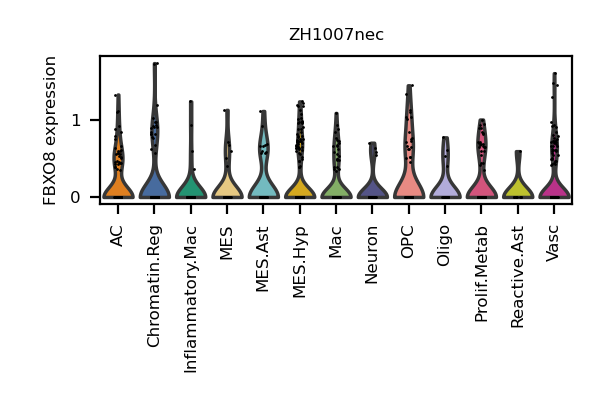 ZH1007nec
FBXO8 expression
1
0
AC
Chromatin.Reg
Inflammatory.Mac
MES
MES.Ast
MES.Hyp
Mac
Neuron
OPC
Oligo
Prolif.Metab
Reactive.Ast
Vasc